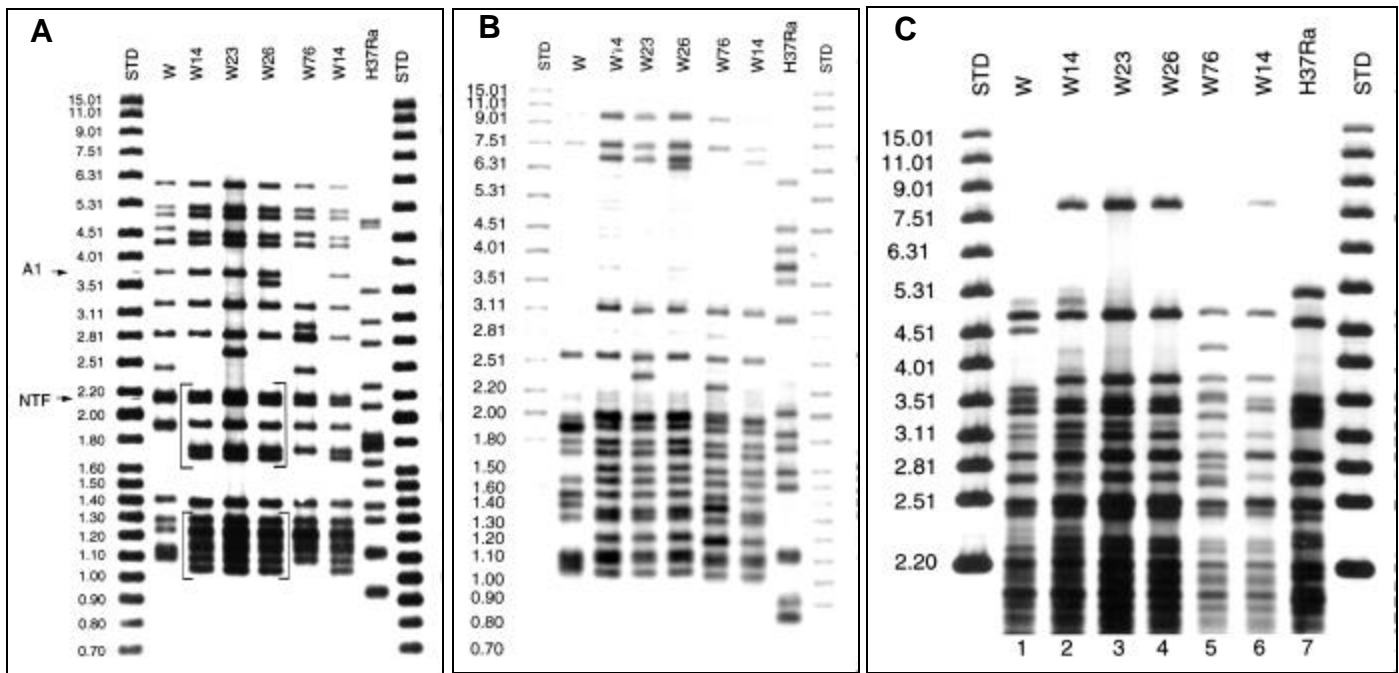 A
STD
W
W14
W23
W26
W76
W14
H37Ra
STD
15.01
11.01
9.01
7.51
6.31
5.31
4.51
4.01
A1
3.51
3.11
2.81
2.51
2.20
NTF
2.00
1.80
1.60
1.50
1.40
1.30
1.20
1.10
1.00
0.90
0.80
0.70
B
STD
W
W14
W23
W26
W76
W14
H37Ra
STD
15.01
11.01
9.01
7.51
6.31
5.31
4.51
4.01
3.51
3.11
2.81
2.51
2.20
2.00
1.80
1.50
1.60
1.40
1.30
1.20
1.10
1.00
0.90
0.80
0.70
C
STD
W
W14
W23
W26
W76
W14
H37Ra
STD
15.01
11.01
9.01
7.51
6.31
5.31
4.51
4.01
3.51
3.11
2.81
2.51
2.20
1 2 3 4 5 6 7